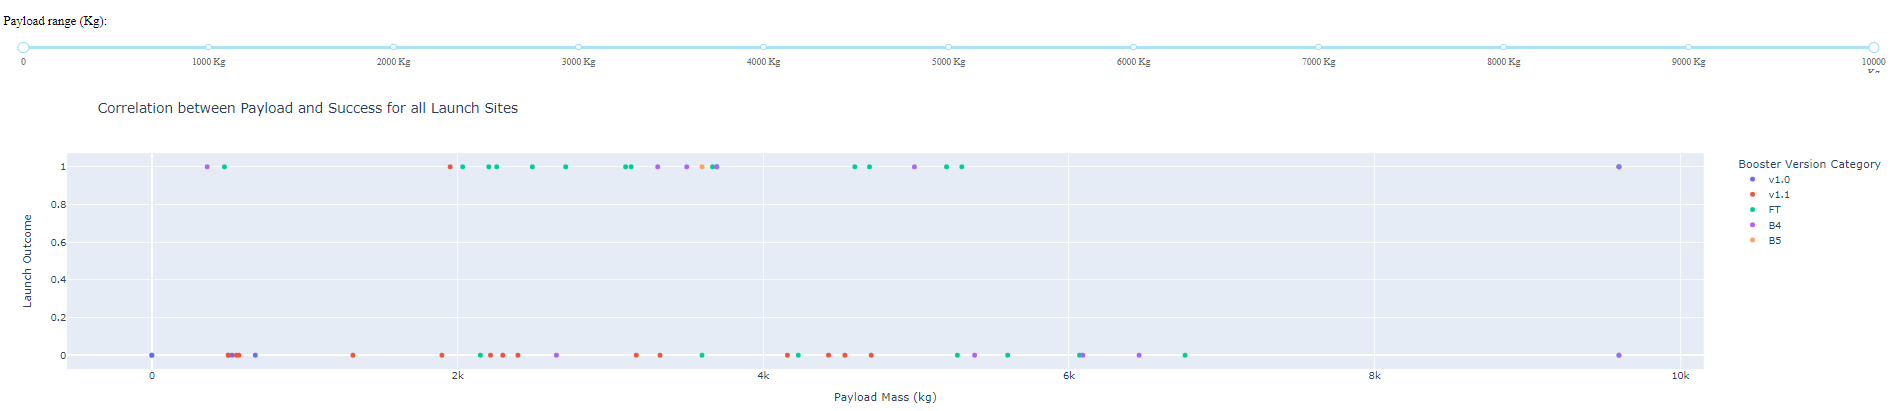 Payload range (Kg):
0 1000 Kg 2000 Kg 3000 Kg 4000 Kg 5000 Kg 6000 Kg 7000 Kg 8000 Kg 9000 Kg 10000
Kg
Correlation between Payload and Success for all Launch Sites
Booster Version Category
v1.0
v1.1
FT
B4
B5
Launch Outcome
1
0.8
0.6
0.4
0.2
0
0 2k 4k 6k 8k 10k
Payload Mass (kg)